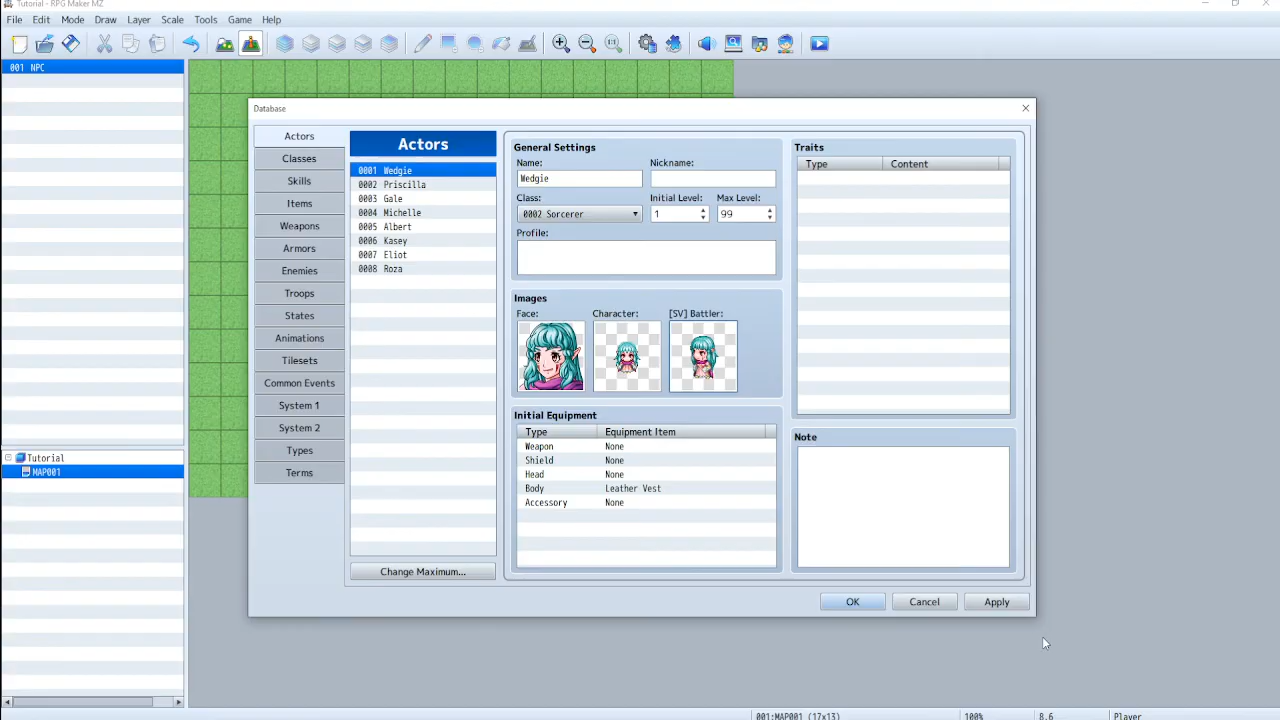 Tutorial - RPG Maker MZ
File Edit Mode Draw Layer Scale Tools Game Help
001 NPC
Database
Actors
Classes
Skills
Items
Weapons
Armors
Enemies
Troops
States
Animations
Tilesets
Common Events
System 1
System 2
Types
Terms
Actors
0001 Wedgie
0002 Priscilla
0003 Gale
0004 Michelle
0005 Albert
0006 Kasey
0007 Eliot
0008 Roza
Change Maximum...
General Settings
Name: Nickname:
Wedgie
Class: Initial Level: Max Level:
0002 Sorcerer 1 99
Profile:
Images
Face: Character: [SV] Battler:
Initial Equipment
Type Equipment Item
Weapon None
Shield None
Head None
Body Leather Vest
Accessory None
Traits
Type Content
Note
OK Cancel Apply
Tutorial
MAP001
001:MAP001 (17x13) 100% 8,6 Player